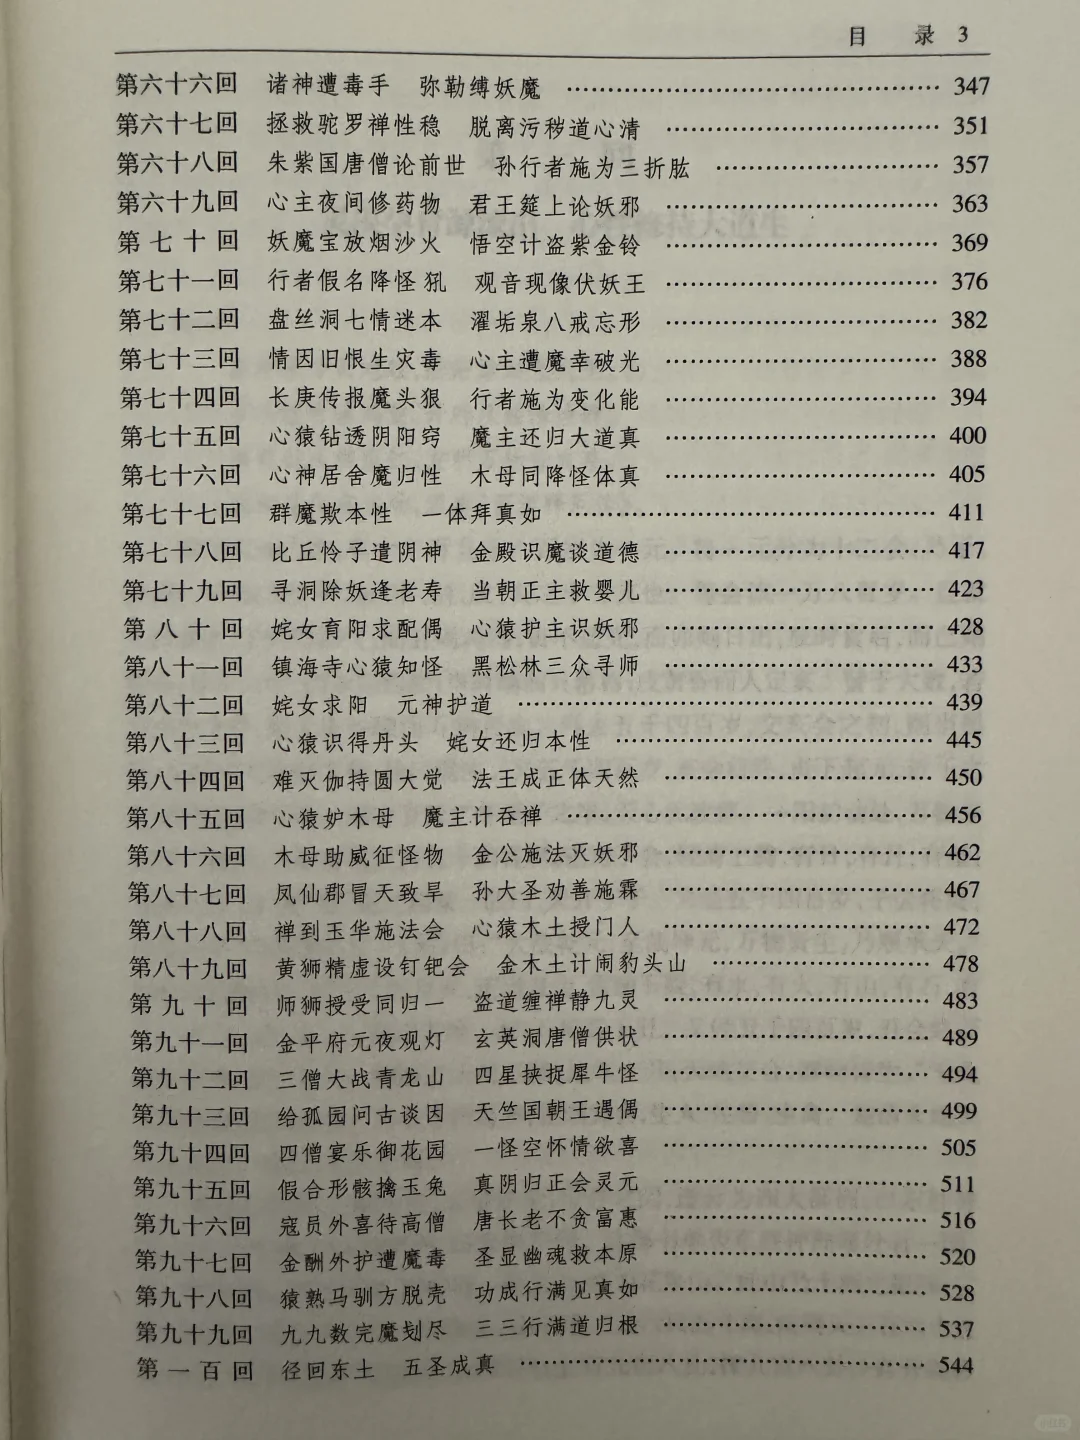 目 录 3
第六十六回 诸神遭毒手 弥勒缚妖魔 …………………………………… 347
第六十七回 拯救驼罗禅性稳 脱离污秽道心清 ……………………… 351
第六十八回 朱紫国唐僧论前世 孙行者施为三折肱 ………………… 357
第六十九回 心主夜间修药物 君王筵上论妖邪 ……………………… 363
第七十回 妖魔宝放烟沙火 悟空计盗紫金铃 ……………………… 369
第七十一回 行者假名降怪犼 观音现像伏妖王 ……………………… 376
第七十二回 盘丝洞七情迷本 濯垢泉八戒忘形 ……………………… 382
第七十三回 情因旧恨生灾毒 心主遭魔幸破光 ……………………… 388
第七十四回 长庚传报魔头狠 行者施为变化能 ……………………… 394
第七十五回 心猿钻透阴阳窍 魔主还归大道真 ……………………… 400
第七十六回 心神居舍魔归性 木母同降怪体真 ……………………… 405
第七十七回 群魔欺本性 一体拜真如 …………………………………… 411
第七十八回 比丘怜子遣阴神 金殿识魔谈道德 ……………………… 417
第七十九回 寻洞除妖逢老寿 当朝正主救婴儿 ……………………… 423
第八十回 姹女育阳求配偶 心猿护主识妖邪 ……………………… 428
第八十一回 镇海寺心猿知怪 黑松林三众寻师 ……………………… 433
第八十二回 姹女求阳 元神护道 ……………………………………… 439
第八十三回 心猿识得丹头 姹女还归本性 …………………………… 445
第八十四回 难灭伽持圆大觉 法王成正体天然 ……………………… 450
第八十五回 心猿妒木母 魔主计吞禅 …………………………………… 456
第八十六回 木母助威征怪物 金公施法灭妖邪 ……………………… 462
第八十七回 凤仙郡冒天致旱 孙大圣劝善施霖 ……………………… 467
第八十八回 禅到玉华施法会 心猿木土授门人 ……………………… 472
第八十九回 黄狮精虚设钉钯会 金木土计闹豹头山 ………………… 478
第九十回 师狮授受同归一 盗道缠禅静九灵 ……………………… 483
第九十一回 金平府元夜观灯 玄英洞唐僧供状 ……………………… 489
第九十二回 三僧大战青龙山 四星挟捉犀牛怪 ……………………… 494
第九十三回 给孤园问古谈因 天竺国朝王遇偶 ……………………… 499
第九十四回 四僧宴乐御花园 一怪空怀情欲喜 ……………………… 505
第九十五回 假合形骸擒玉兔 真阴归正会灵元 ……………………… 511
第九十六回 寇员外喜待高僧 唐长老不贪富惠 ……………………… 516
第九十七回 金酬外护遭魔毒 圣显幽魂救本原 ……………………… 520
第九十八回 猿熟马驯方脱壳 功成行满见真如 ……………………… 528
第九十九回 九九数完魔刬尽 三三行满道归根 ……………………… 537
第一百回 径回东土 五圣成真 ……………………………………… 544